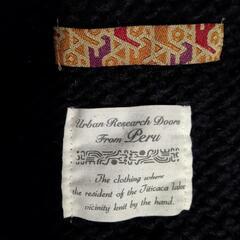 Urban Research Doors
From Peru
The clothing where
the resident of the Titicaca lake
vicinity knit by the hand.